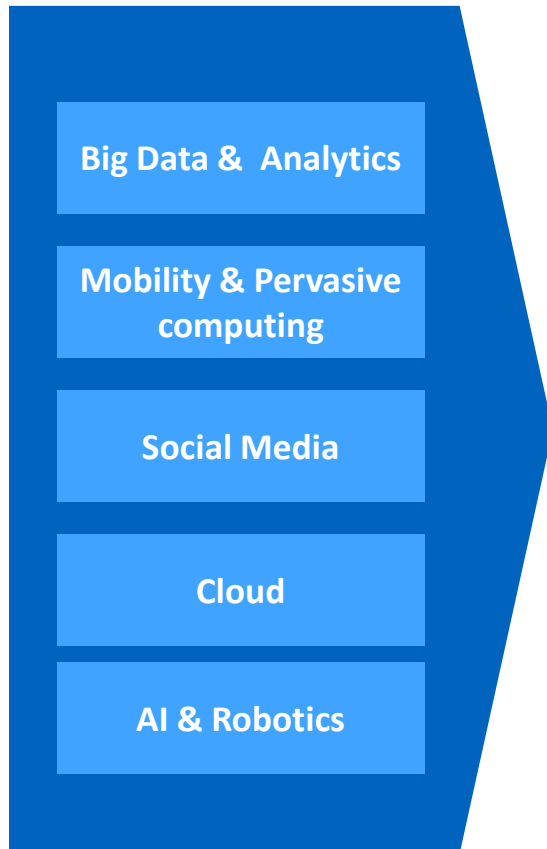 Big Data & Analytics
Mobility & Pervasive
computing
Social Media
Cloud
AI & Robotics